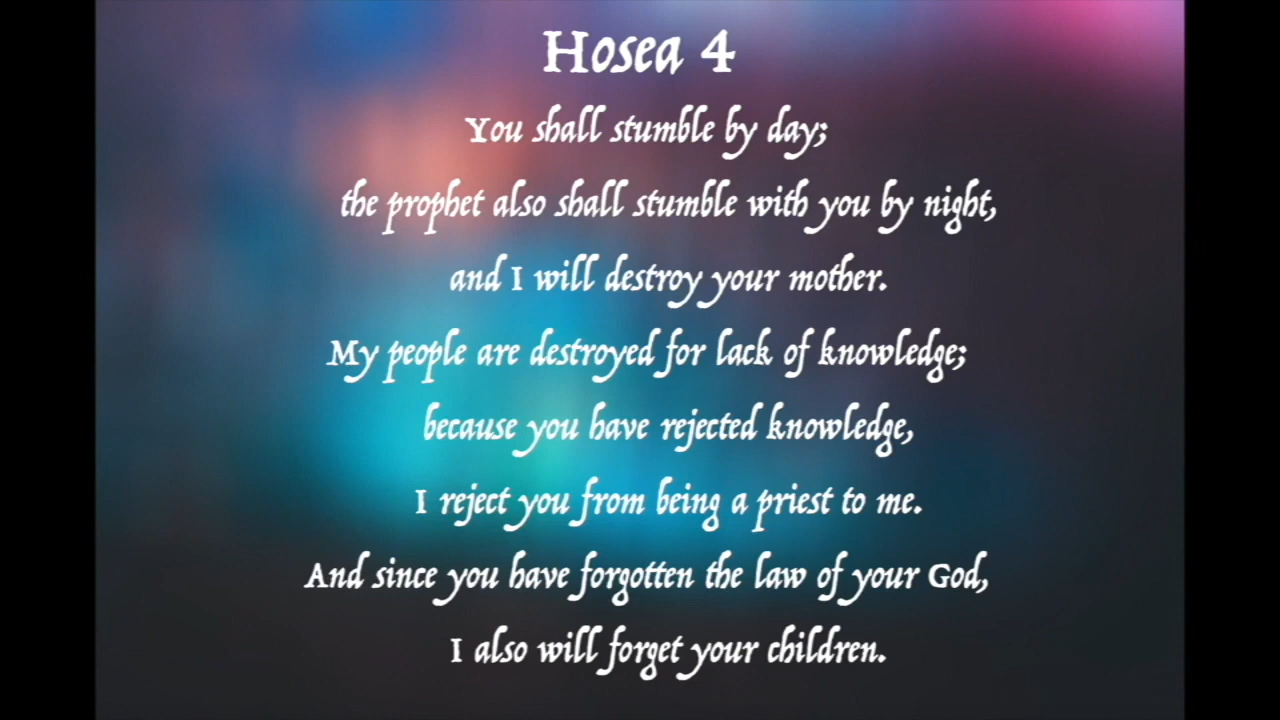 Hosea 4
You shall stumble by day;
the prophet also shall stumble with you by night,
and I will destroy your mother.
My people are destroyed for lack of knowledge;
because you have rejected knowledge,
I reject you from being a priest to me.
And since you have forgotten the law of your God,
I also will forget your children.